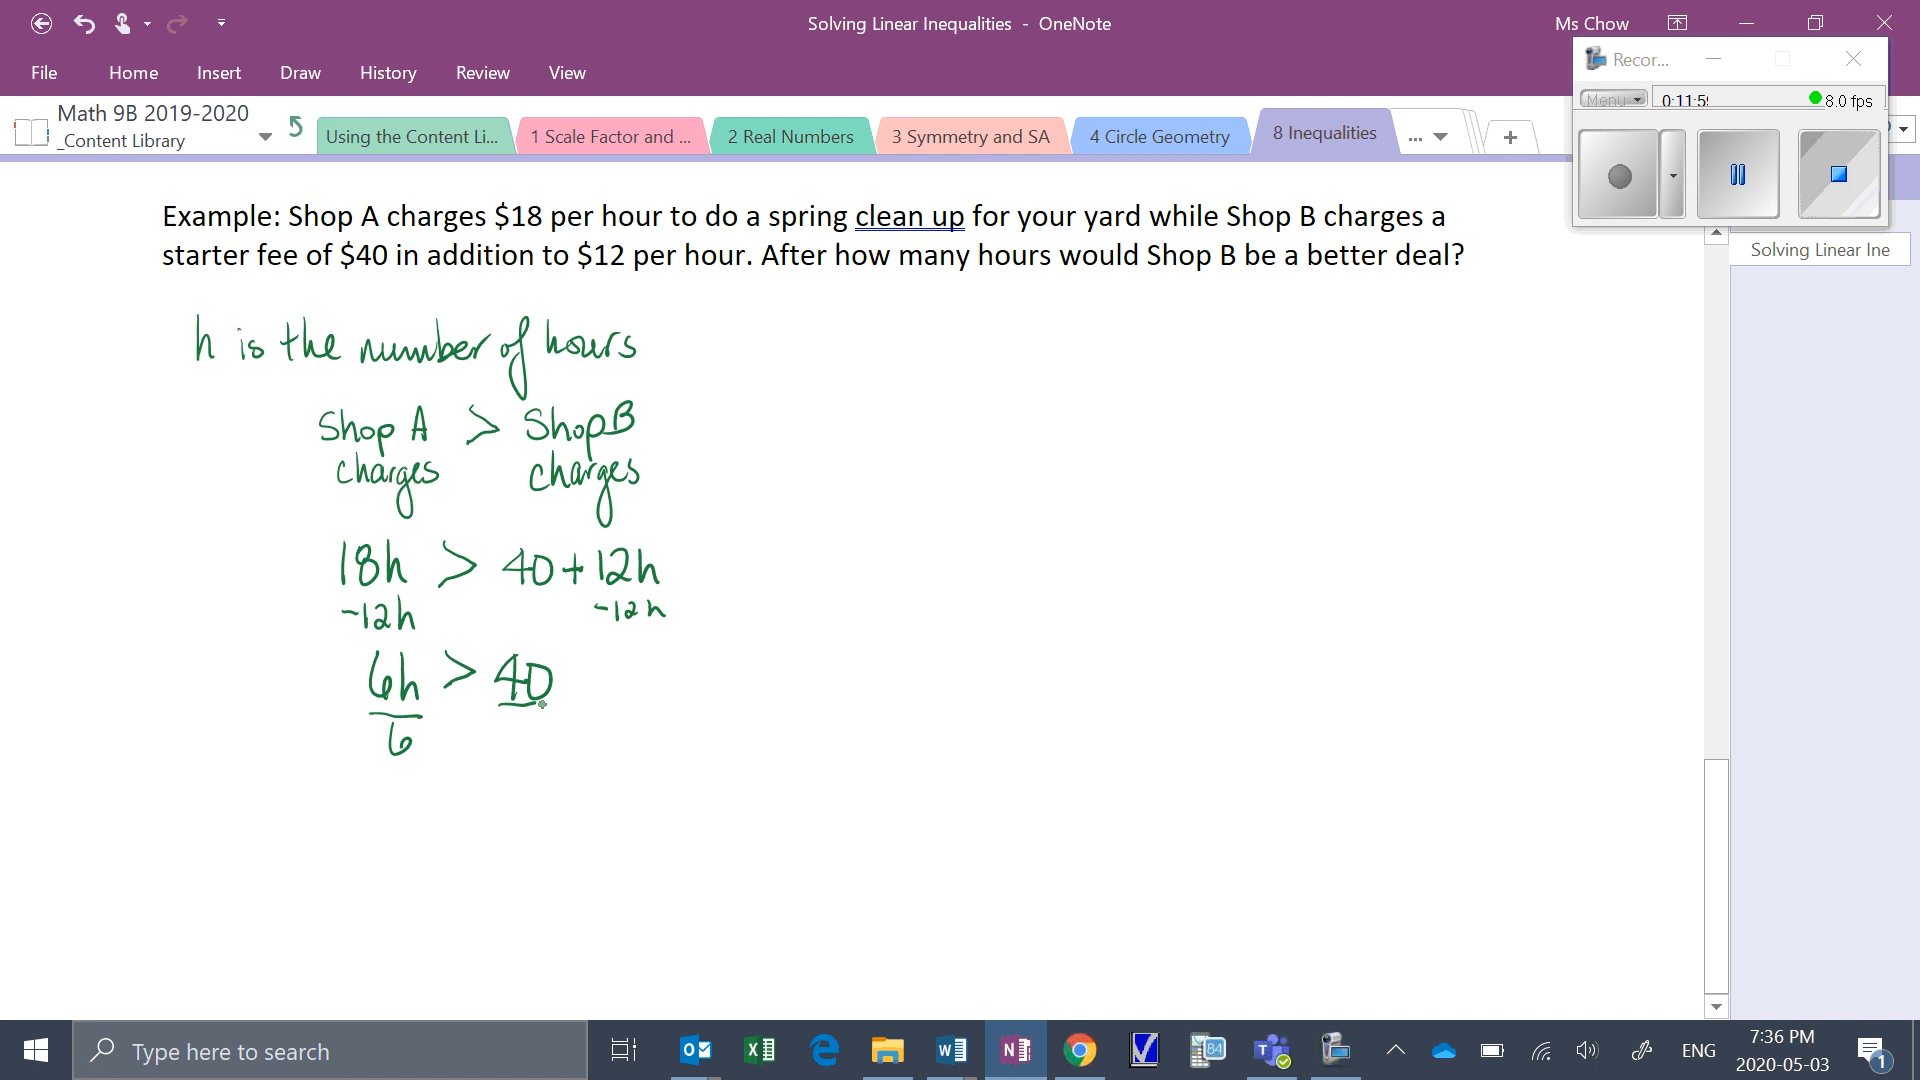 Solving Linear Inequalities - OneNote
Ms Chow
File Home Insert Draw History Review View
Recor...
Menu 0:11:5 8.0 fps
Math 9B 2019-2020
_Content Library
Using the Content Li... 1 Scale Factor and ... 2 Real Numbers 3 Symmetry and SA 4 Circle Geometry 8 Inequalities ... +
Solving Linear Ine
Example: Shop A charges $18 per hour to do a spring clean up for your yard while Shop B charges a
starter fee of $40 in addition to $12 per hour. After how many hours would Shop B be a better deal?
h is the number of hours
Shop A > Shop B
charges charges
18h > 40+12h
-12h -12h
6h > 40
6
Type here to search
ENG
7:36 PM
2020-05-03
1